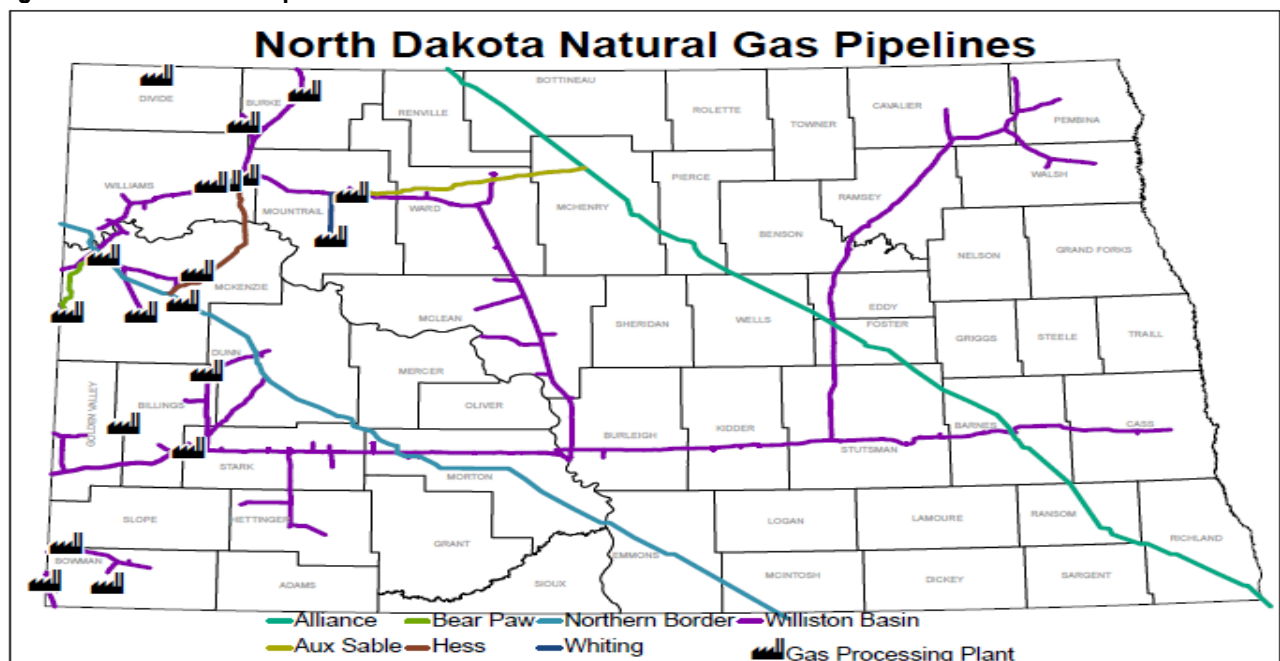 North Dakota Natural Gas Pipelines
DIVIDE
BURKE
RENVILLE
BOTTINEAU
ROLETTE
TOWNER
CAVALIER
PEMBINA
WILLIAMS
MOUNTRAIL
WARD
MCHENRY
PIERCE
BENSON
RAMSEY
WALSH
NELSON
GRAND FORKS
MCKENZIE
MCLEAN
SHERIDAN
WELLS
EDDY
FOSTER
GRIGGS
STEELE
TRAILL
DUNN
MERCER
OLIVER
GOLDEN VALLEY
BILLINGS
STARK
MORTON
BURLEIGH
KIDDER
STUTSMAN
BARNES
CASS
SLOPE
HETTINGER
GRANT
LOGAN
LAMOURE
RANSOM
RICHLAND
BOWMAN
ADAMS
SIOUX
EMMONS
MCINTOSH
DICKEY
SARGENT
Alliance Bear Paw Northern Border Williston Basin
Aux Sable Hess Whiting Gas Processing Plant